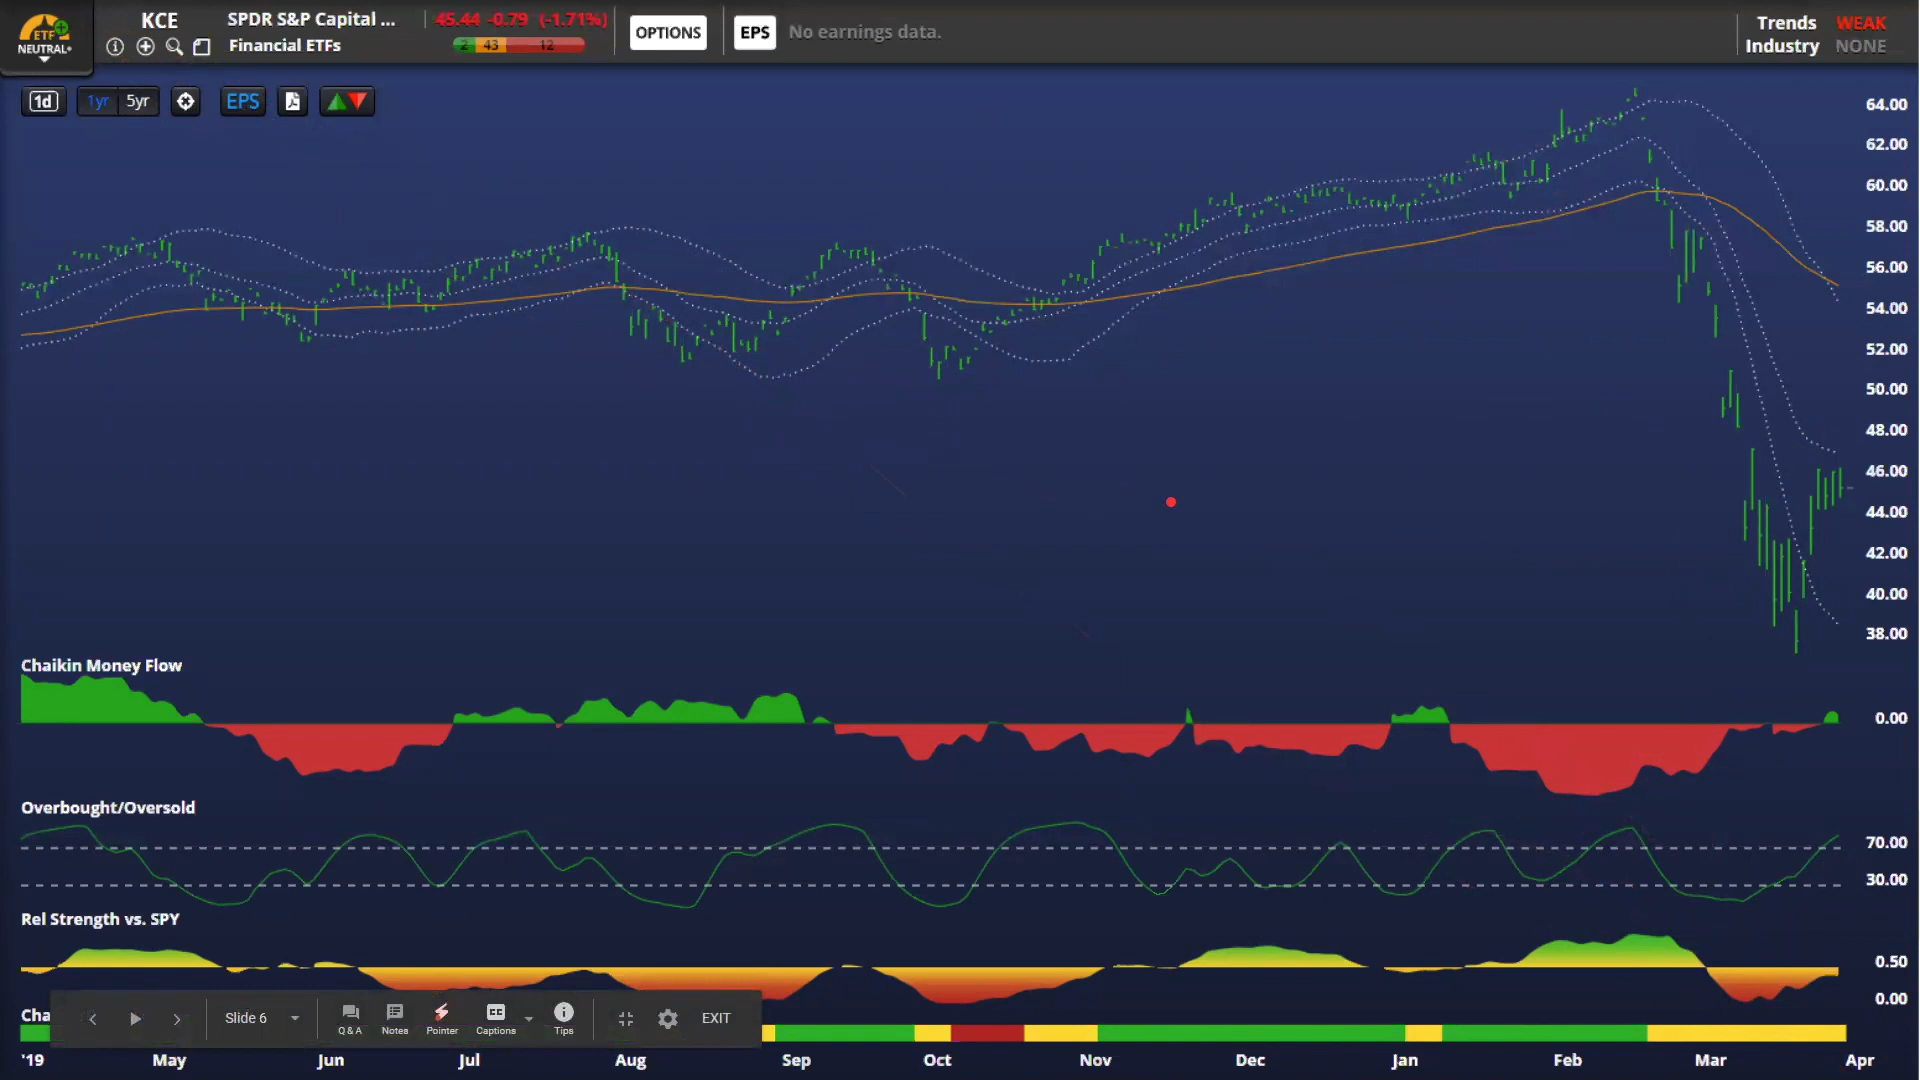 ETF
NEUTRAL+
KCE
SPDR S&P Capital ...
45.44 -0.79 (-1.71%)
Financial ETFs
2 43 12
OPTIONS
EPS
No earnings data.
Trends WEAK
Industry NONE
1d
1yr 5yr
EPS
64.00
62.00
60.00
58.00
56.00
54.00
52.00
50.00
48.00
46.00
44.00
42.00
40.00
38.00
Chaikin Money Flow
0.00
Overbought/Oversold
70.00
30.00
Rel Strength vs. SPY
0.50
0.00
Cha
Slide 6
Q & A
Notes
Pointer
CC
Captions
Tips
EXIT
'19 May Jun Jul Aug Sep Oct Nov Dec Jan Feb Mar Apr